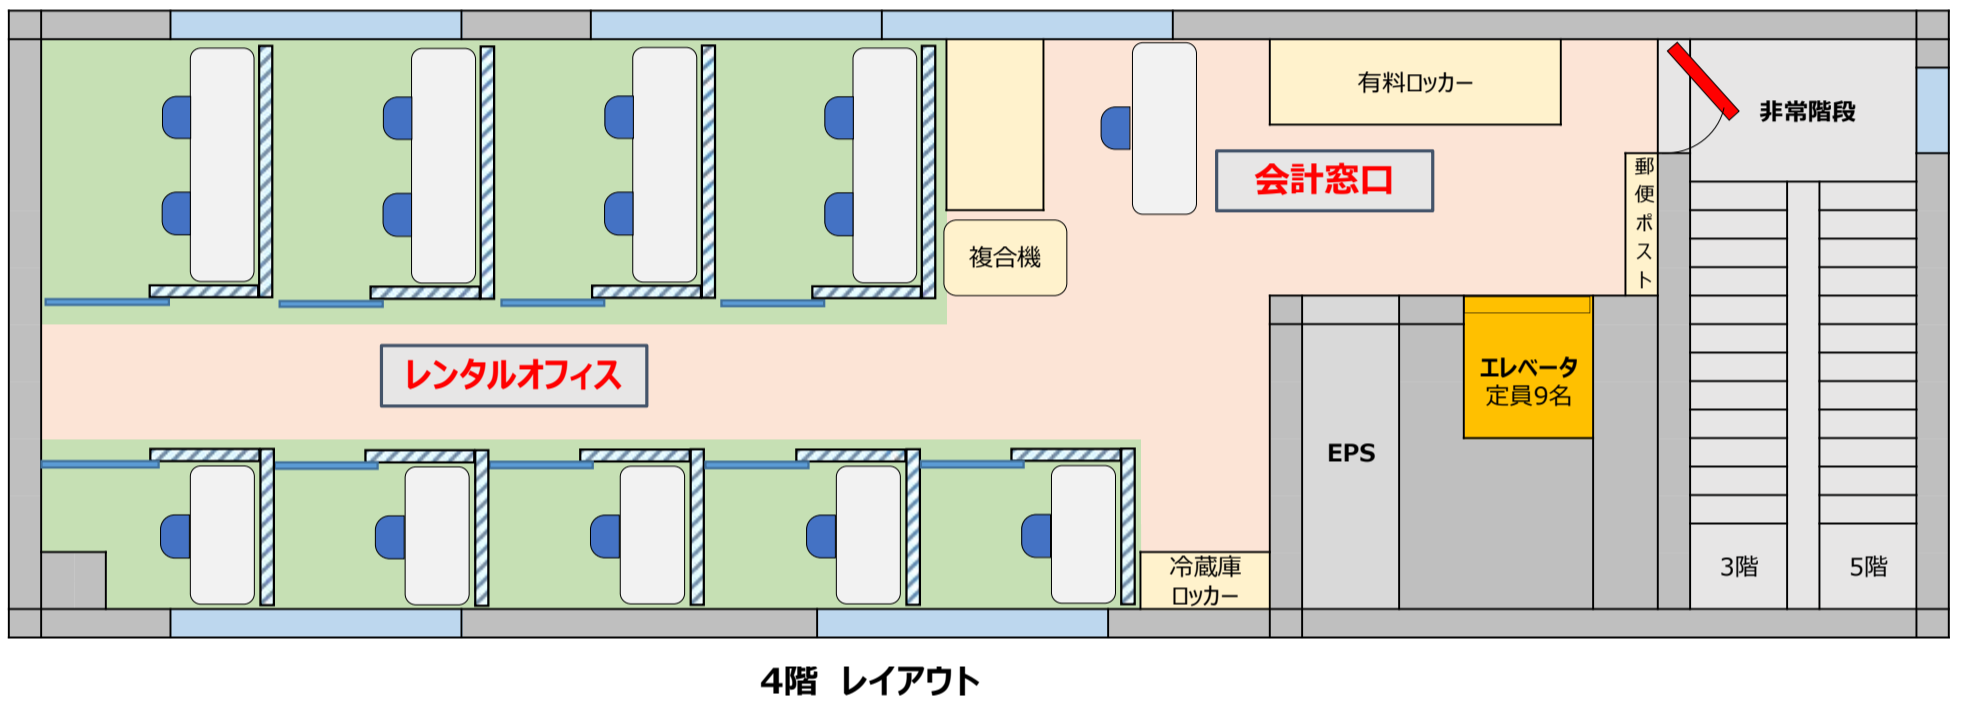 有料ロッカー
非常階段
会計窓口
郵便ポスト
複合機
レンタルオフィス
エレベータ
定員9名
EPS
冷蔵庫
ロッカー
3階
5階
4階 レイアウト